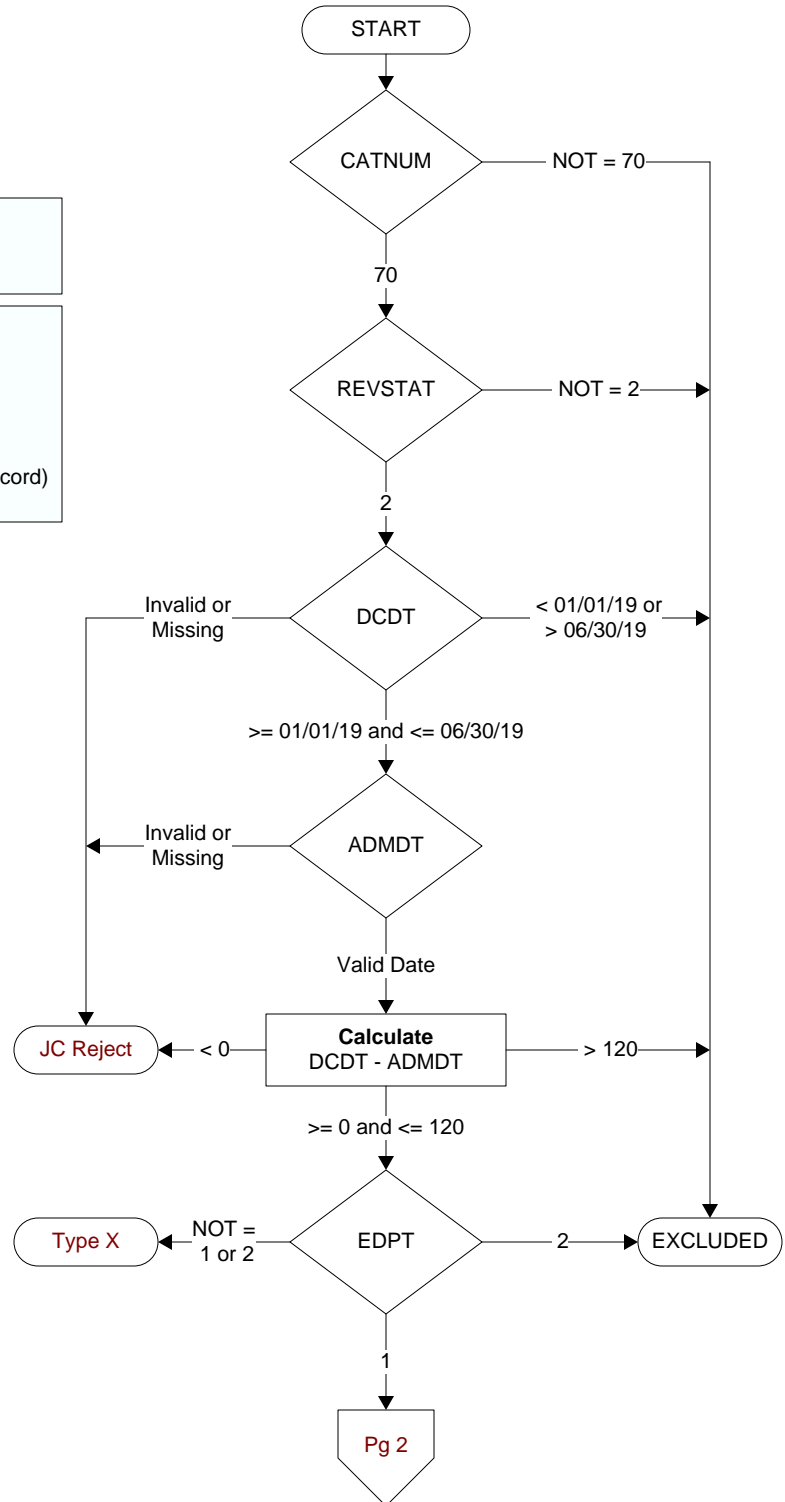 START
CATNUM
NOT = 70
70
REVSTAT
NOT = 2
cord)
2
Invalid or
Missing
DCDT
< 01/01/19 or
> 06/30/19
>= 01/01/19 and <= 06/30/19
Invalid or
Missing
ADMDT
Valid Date
JC Reject
< 0
Calculate
DCDT - ADMDT
> 120
>= 0 and <= 120
Type X
NOT =
1 or 2
EDPT
2
EXCLUDED
1
Pg 2